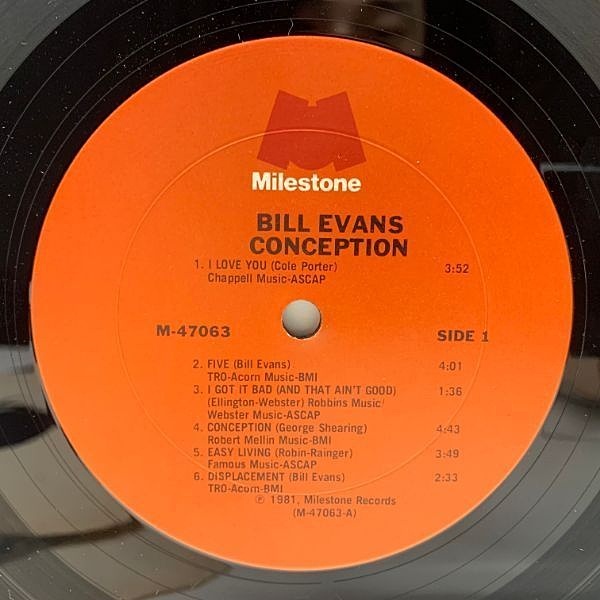 Milestone
BILL EVANS
CONCEPTION
1. I LOVE YOU (Cole Porter) 3:52
Chappell Music-ASCAP
M-47063 SIDE 1
2. FIVE (Bill Evans) 4:01
TRO-Acorn Music-BMI
3. I GOT IT BAD (AND THAT AIN'T GOOD) 1:36
(Ellington-Webster) Robbins Music/
Webster Music-ASCAP
4. CONCEPTION (George Shearing) 4:43
Robert Mellin Music-BMI
5. EASY LIVING (Robin-Rainger) 3:49
Famous Music-ASCAP
6. DiSPLACEMENT (Bill Evans) 2:33
TRO-Acorn-BMI
℗ 1981, Milestone Records
(M-47063-A)